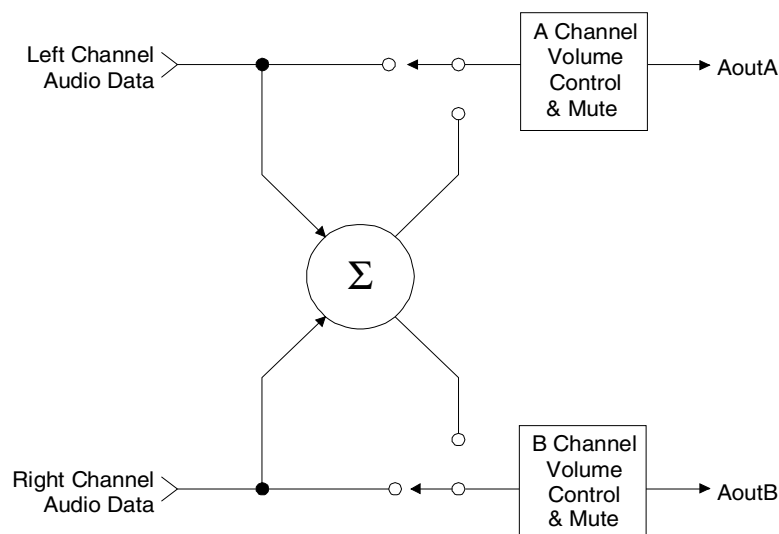 Left Channel
Audio Data
A Channel
Volume
Control
& Mute
AoutA
Σ
Right Channel
Audio Data
B Channel
Volume
Control
& Mute
AoutB